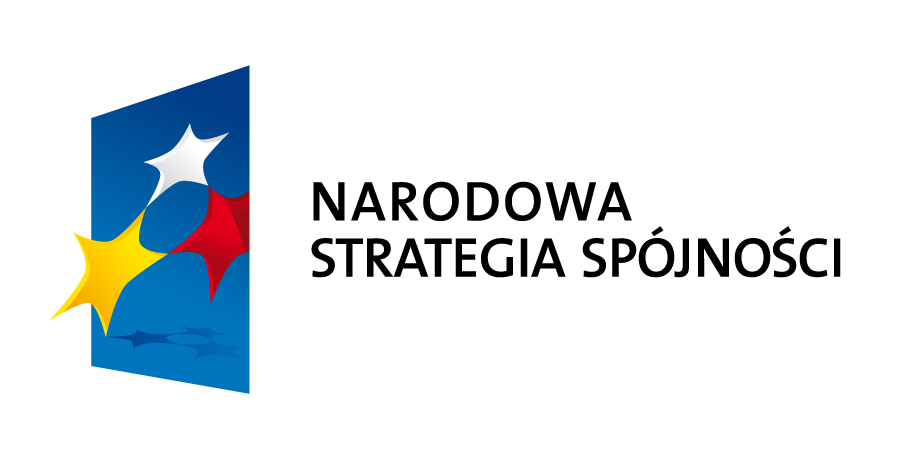 NARODOWA
STRATEGIA SPÓJNOŚCI